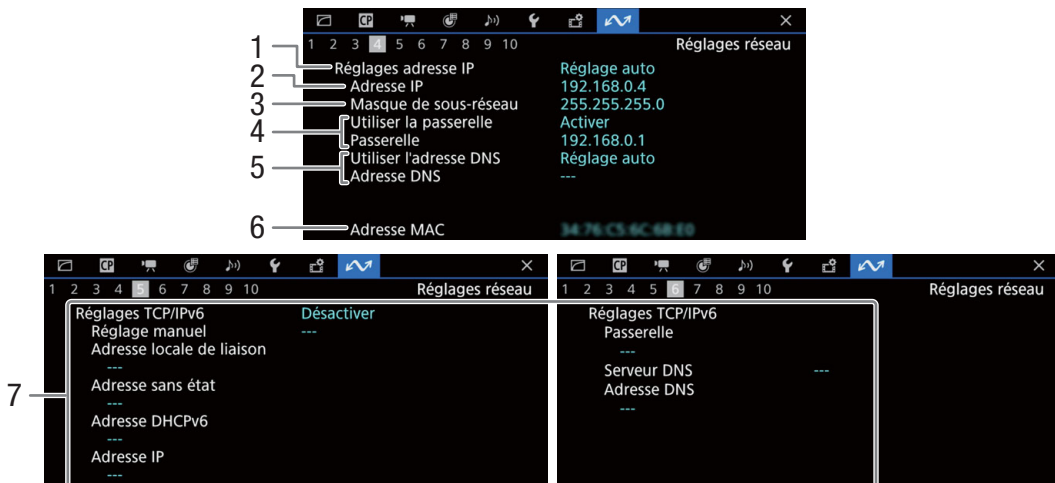 CP
1 2 3 4 5 6 7 8 9 10 Réglages réseau
1 Réglages adresse IP Réglage auto
2 Adresse IP 192.168.0.4
3 Masque de sous-réseau 255.255.255.0
4 Utiliser la passerelle Activer
Passerelle 192.168.0.1
5 Utiliser l'adresse DNS Réglage auto
Adresse DNS ---
6 Adresse MAC
CP
1 2 3 4 5 6 7 8 9 10 Réglages réseau
7
Réglages TCP/IPv6 Désactiver
Réglage manuel ---
Adresse locale de liaison
---
Adresse sans état
---
Adresse DHCPv6
---
Adresse IP
---
CP
1 2 3 4 5 6 7 8 9 10 Réglages réseau
Réglages TCP/IPv6
Passerelle
---
Serveur DNS ---
Adresse DNS
---